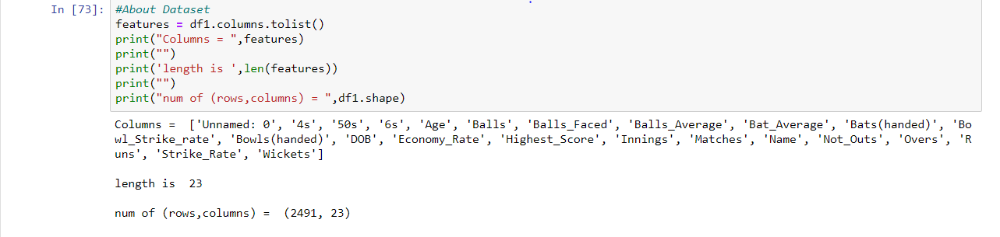 In [73]: #About Dataset
features = df1.columns.tolist()
print("Columns = ",features)
print("")
print('length is ',len(features))
print("")
print("num of (rows,columns) = ",df1.shape)
Columns =  ['Unnamed: 0', '4s', '50s', '6s', 'Age', 'Balls', 'Balls_Faced', 'Balls_Average', 'Bat_Average', 'Bats(handed)', 'Bo
wl_Strike_rate', 'Bowls(handed)', 'DOB', 'Economy_Rate', 'Highest_Score', 'Innings', 'Matches', 'Name', 'Not_Outs', 'Overs', 'R
uns', 'Strike_Rate', 'Wickets']
length is  23
num of (rows,columns) =  (2491, 23)